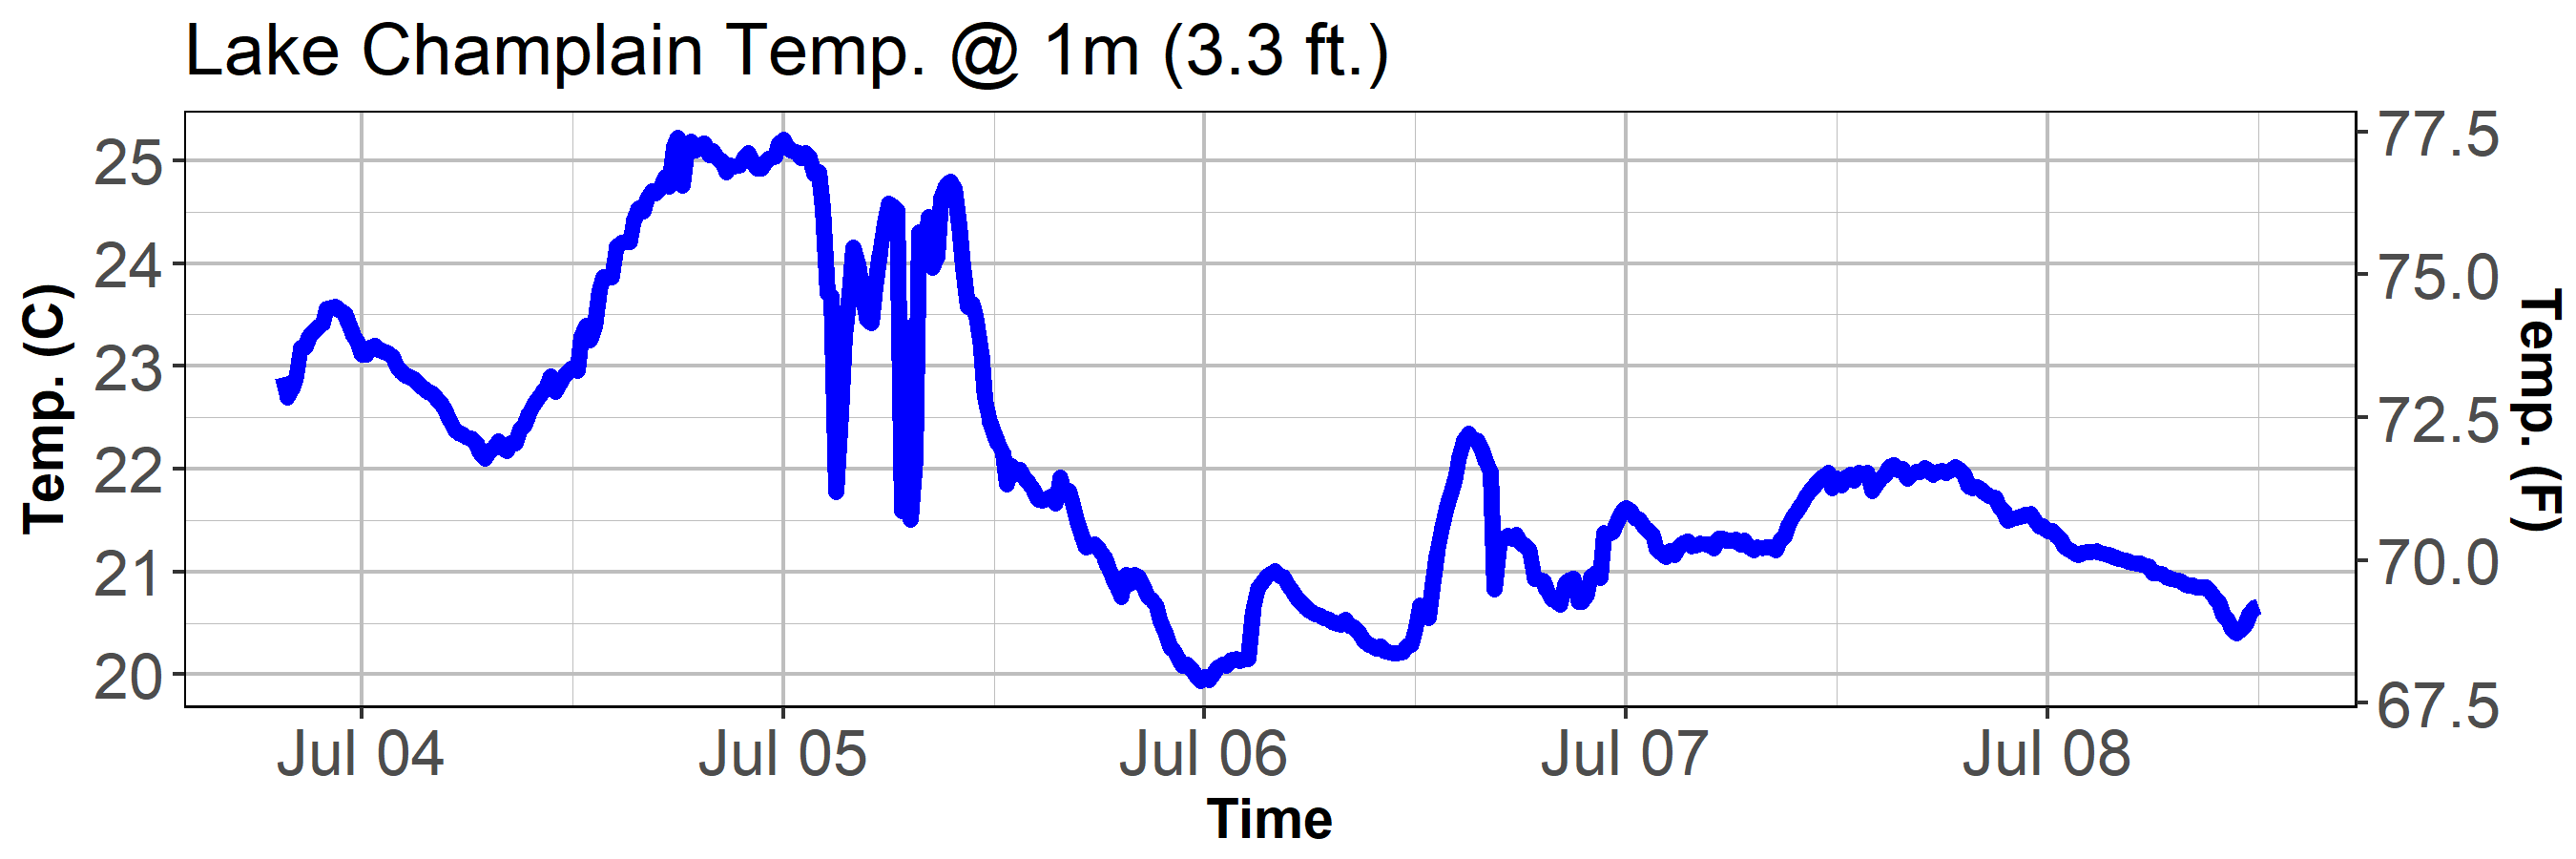 Lake Champlain Temp. @ 1m (3.3 ft.)
Temp. (C)
25
24
23
22
21
20
77.5
75.0
72.5
70.0
67.5
Temp. (F)
Jul 04 Jul 05 Jul 06 Jul 07 Jul 08
Time